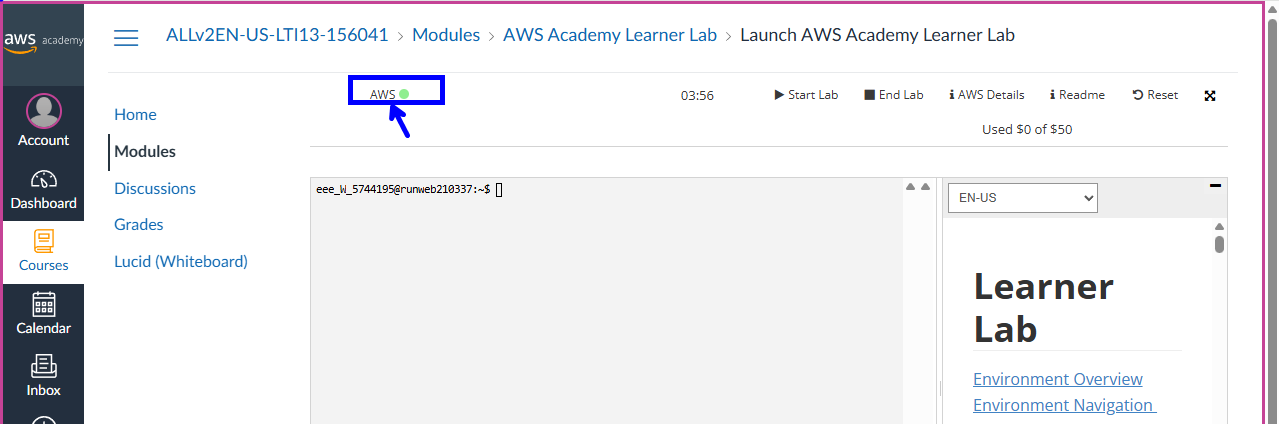 aws academy
ALLv2EN-US-LTI13-156041 > Modules > AWS Academy Learner Lab > Launch AWS Academy Learner Lab
AWS
03:56
Start Lab
End Lab
AWS Details
Readme
Reset
Used $0 of $50
Account
Dashboard
Courses
Calendar
Inbox
Home
Modules
Discussions
Grades
Lucid (Whiteboard)
eee_W_5744195@runweb210337:~$
EN-US
Learner
Lab
Environment Overview
Environment Navigation